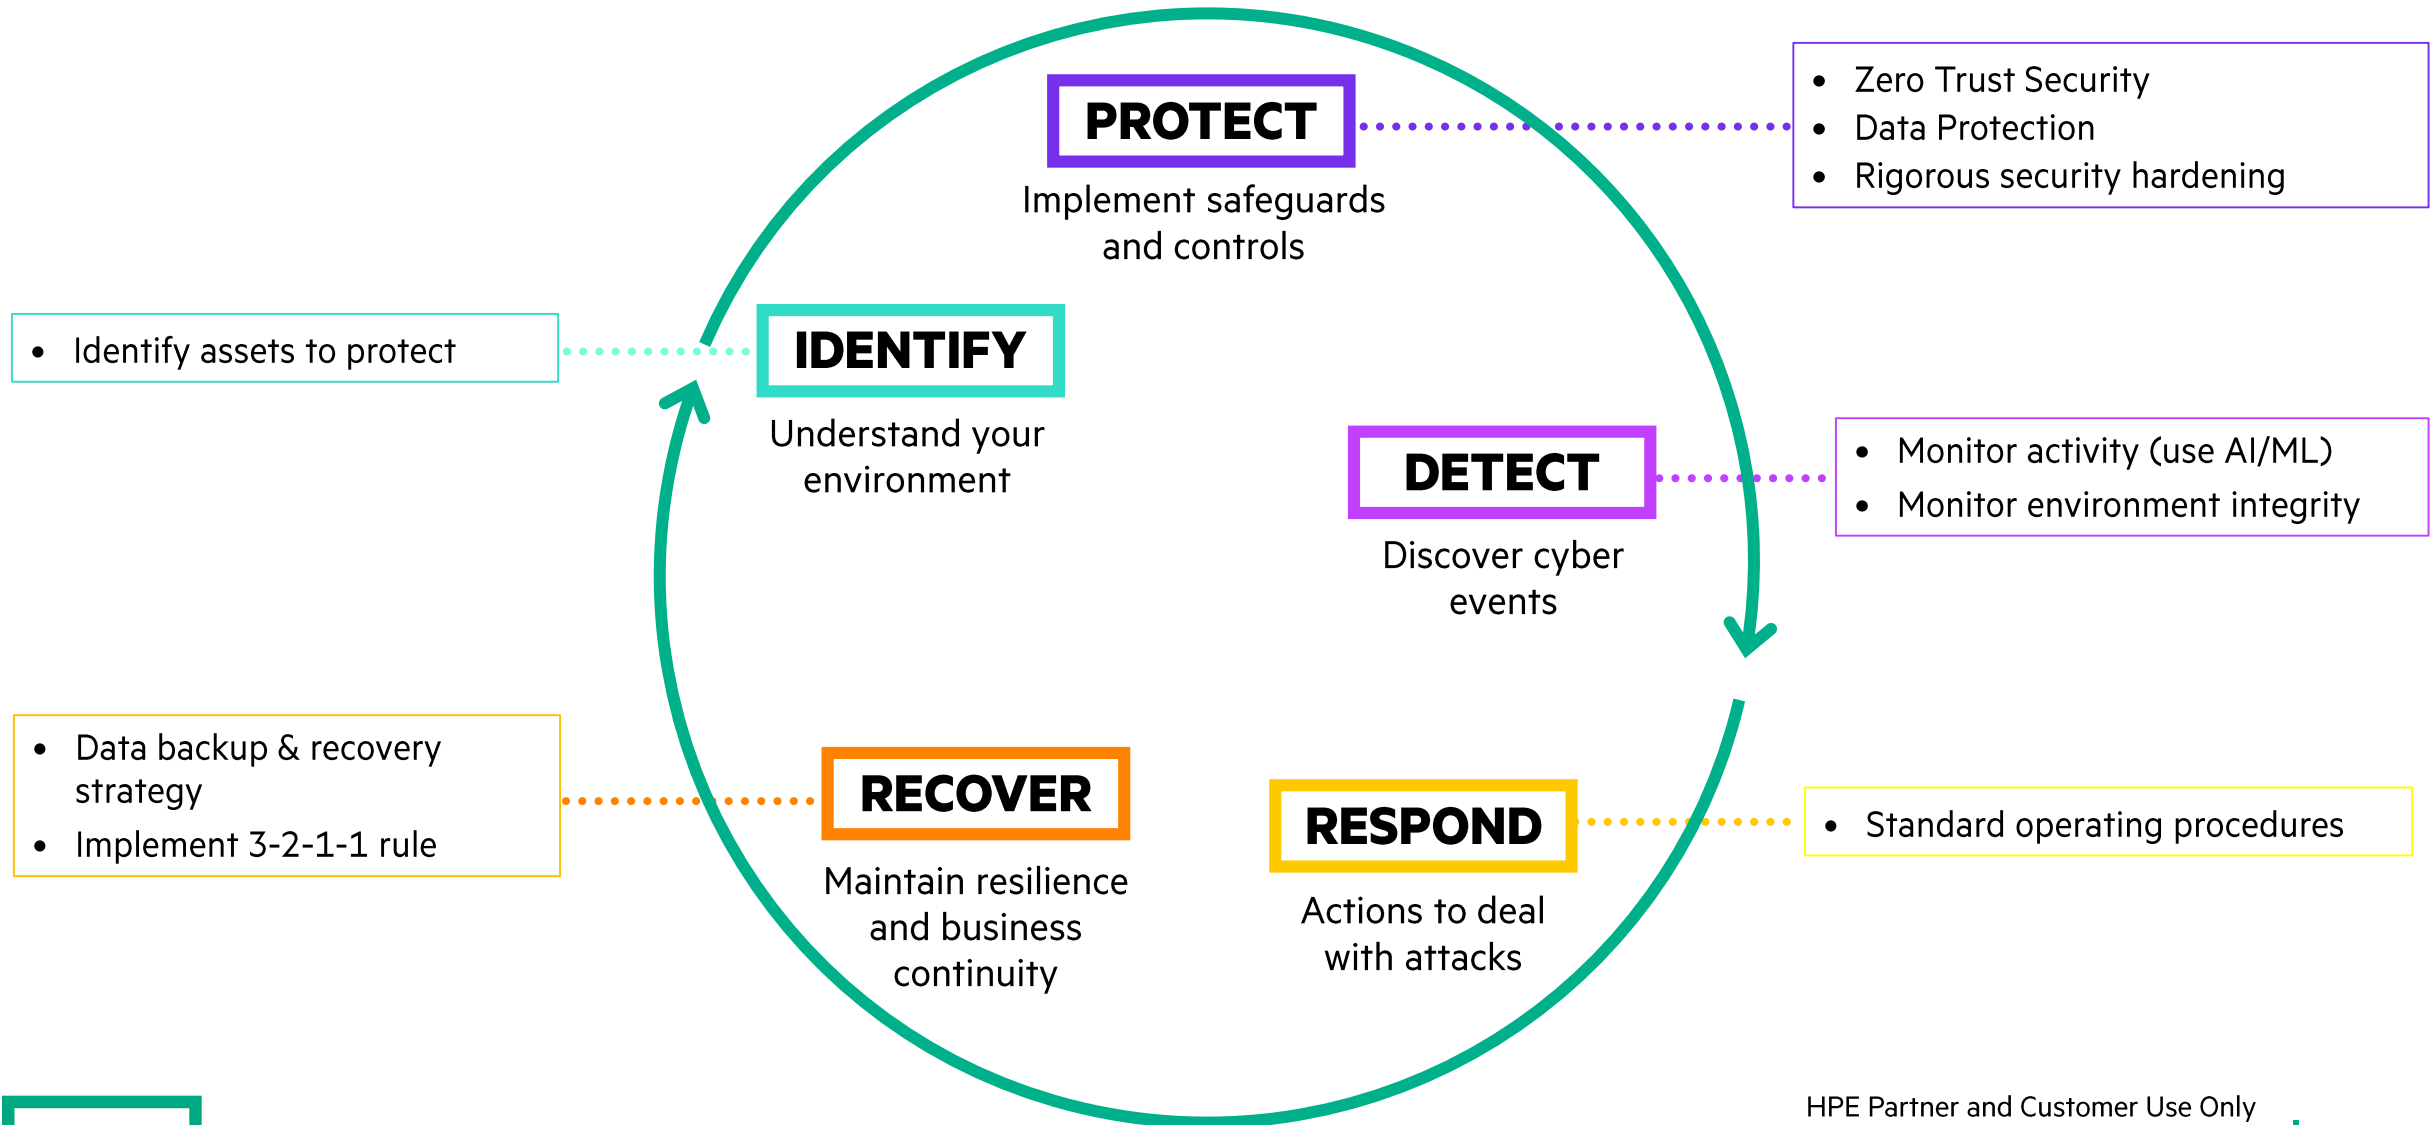 PROTECT
Implement safeguards
and controls
• Zero Trust Security
• Data Protection
• Rigorous security hardening
• Identify assets to protect
IDENTIFY
Understand your
environment
DETECT
Discover cyber
events
• Monitor activity (use AI/ML)
• Monitor environment integrity
• Data backup & recovery
strategy
• Implement 3-2-1-1 rule
RECOVER
Maintain resilience
and business
continuity
RESPOND
Actions to deal
with attacks
• Standard operating procedures
HPE Partner and Customer Use Only